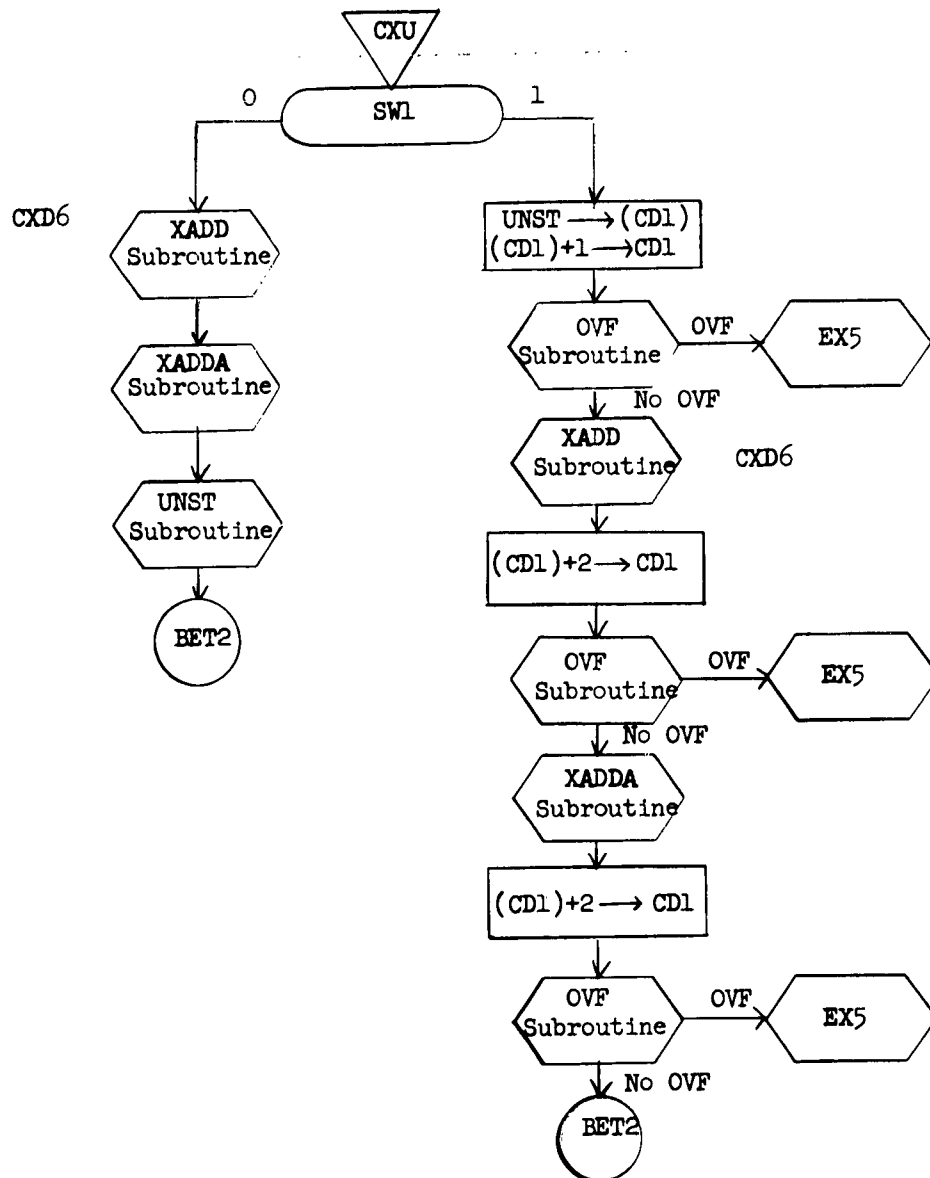 CXU
0
SW1
1
CXD6
XADD
Subroutine
XADDA
Subroutine
UNST
Subroutine
BET2
UNST → (CD1)
(CD1)+1 → CD1
OVF
Subroutine
OVF
EX5
No OVF
XADD
Subroutine
CXD6
(CD1)+2 → CD1
OVF
Subroutine
OVF
EX5
No OVF
XADDA
Subroutine
(CD1)+2 → CD1
OVF
Subroutine
OVF
EX5
No OVF
BET2